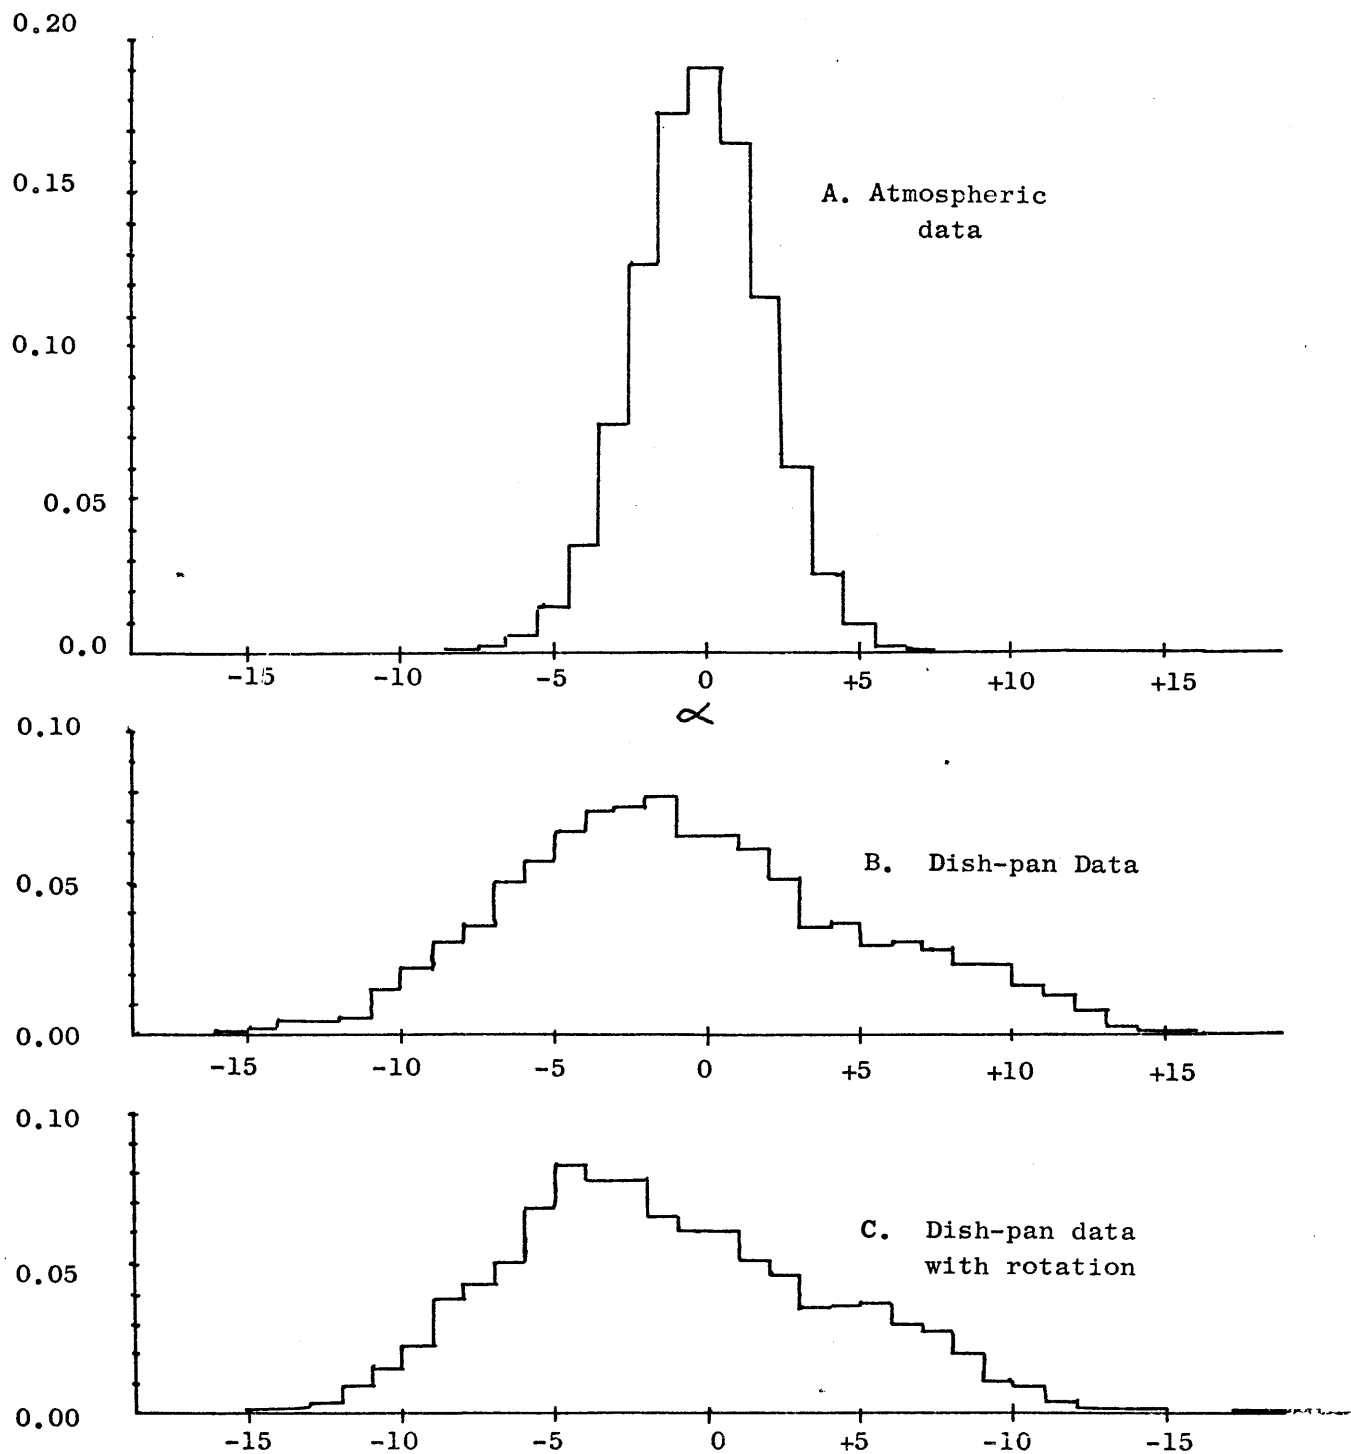 0.20
0.15
A. Atmospheric
data
0.10
0.05
0.0
-15 -10 -5 0 +5 +10 +15
α
0.10
0.05
B. Dish-pan Data
0.00
-15 -10 -5 0 +5 +10 +15
0.10
C. Dish-pan data
with rotation
0.05
0.00
-15 -10 -5 0 +5 -10 -15